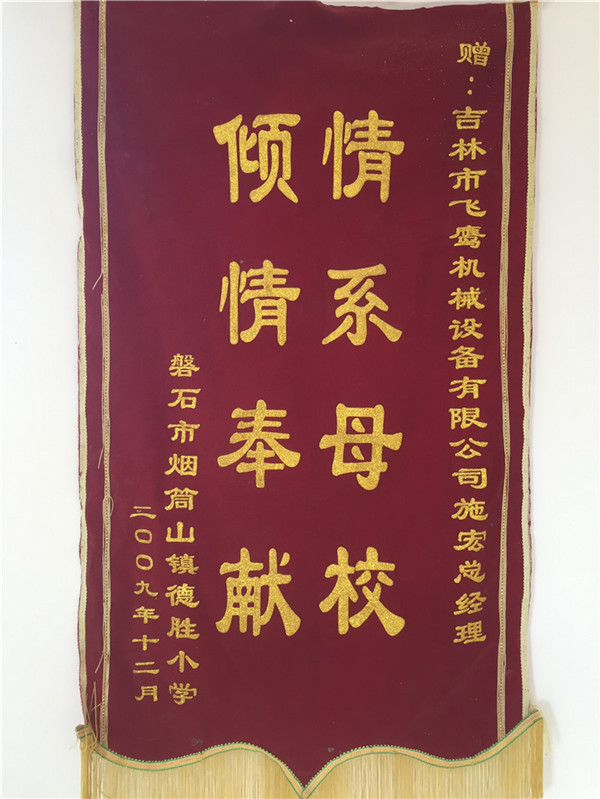 赠：吉林市飞鹰机械设备有限公司施宏总经理
情系母校
倾情奉献
磐石市烟筒山镇德胜小学
二〇〇九年十二月